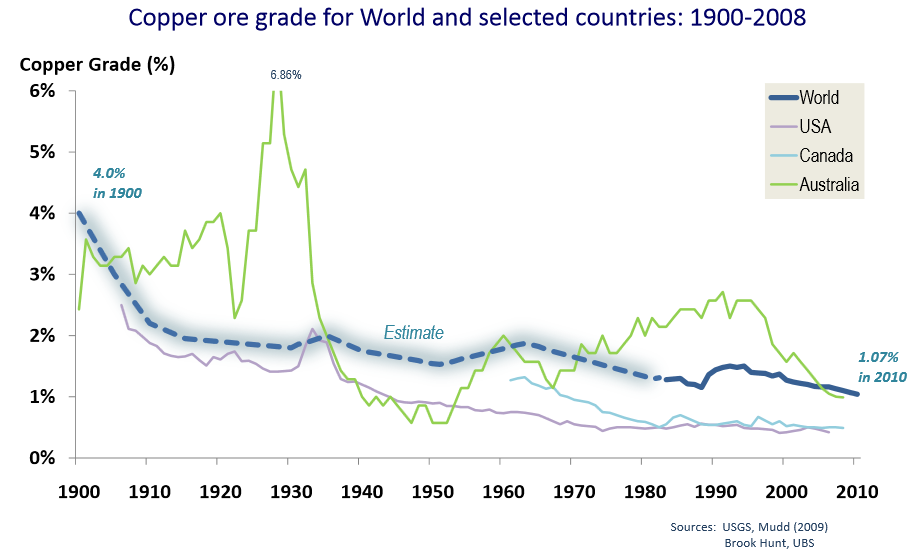 Copper ore grade for World and selected countries: 1900-2008
Copper Grade (%)
6.86%
6%
5%
4%
3%
2%
1%
0%
4.0%
in 1900
World
USA
Canada
Australia
Estimate
1.07%
in 2010
1900 1910 1920 1930 1940 1950 1960 1970 1980 1990 2000 2010
Sources: USGS, Mudd (2009)
Brook Hunt, UBS